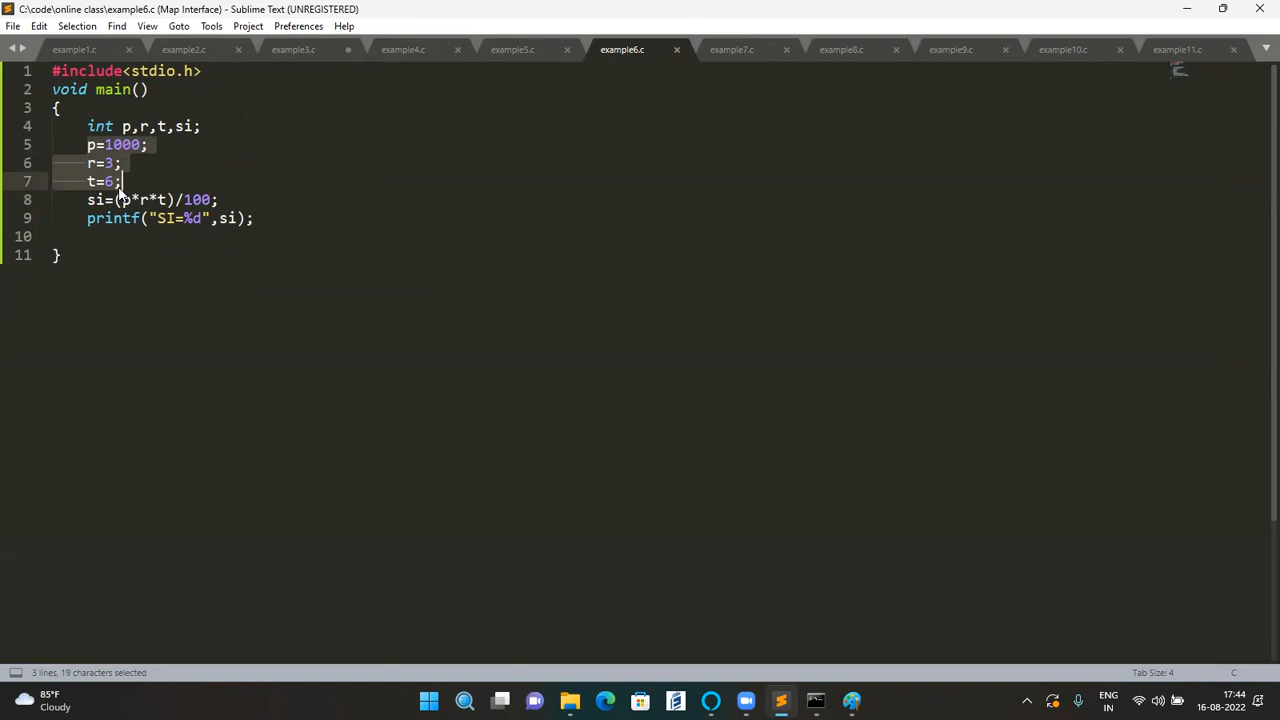 C:\code\online class\example6.c (Map Interface) - Sublime Text (UNREGISTERED)
File Edit Selection Find View Goto Tools Project Preferences Help
example1.c example2.c example3.c example4.c example5.c example6.c example7.c example8.c example9.c example10.c example11.c
1 #include<stdio.h>
2 void main()
3 {
4 int p,r,t,si;
5 p=1000;
6 r=3;
7 t=6;
8 si=(p*r*t)/100;
9 printf("SI=%d",si);
10
11 }
3 lines, 19 characters selected Tab Size: 4 C
85°F ENG 17:44
Cloudy IN 16-08-2022